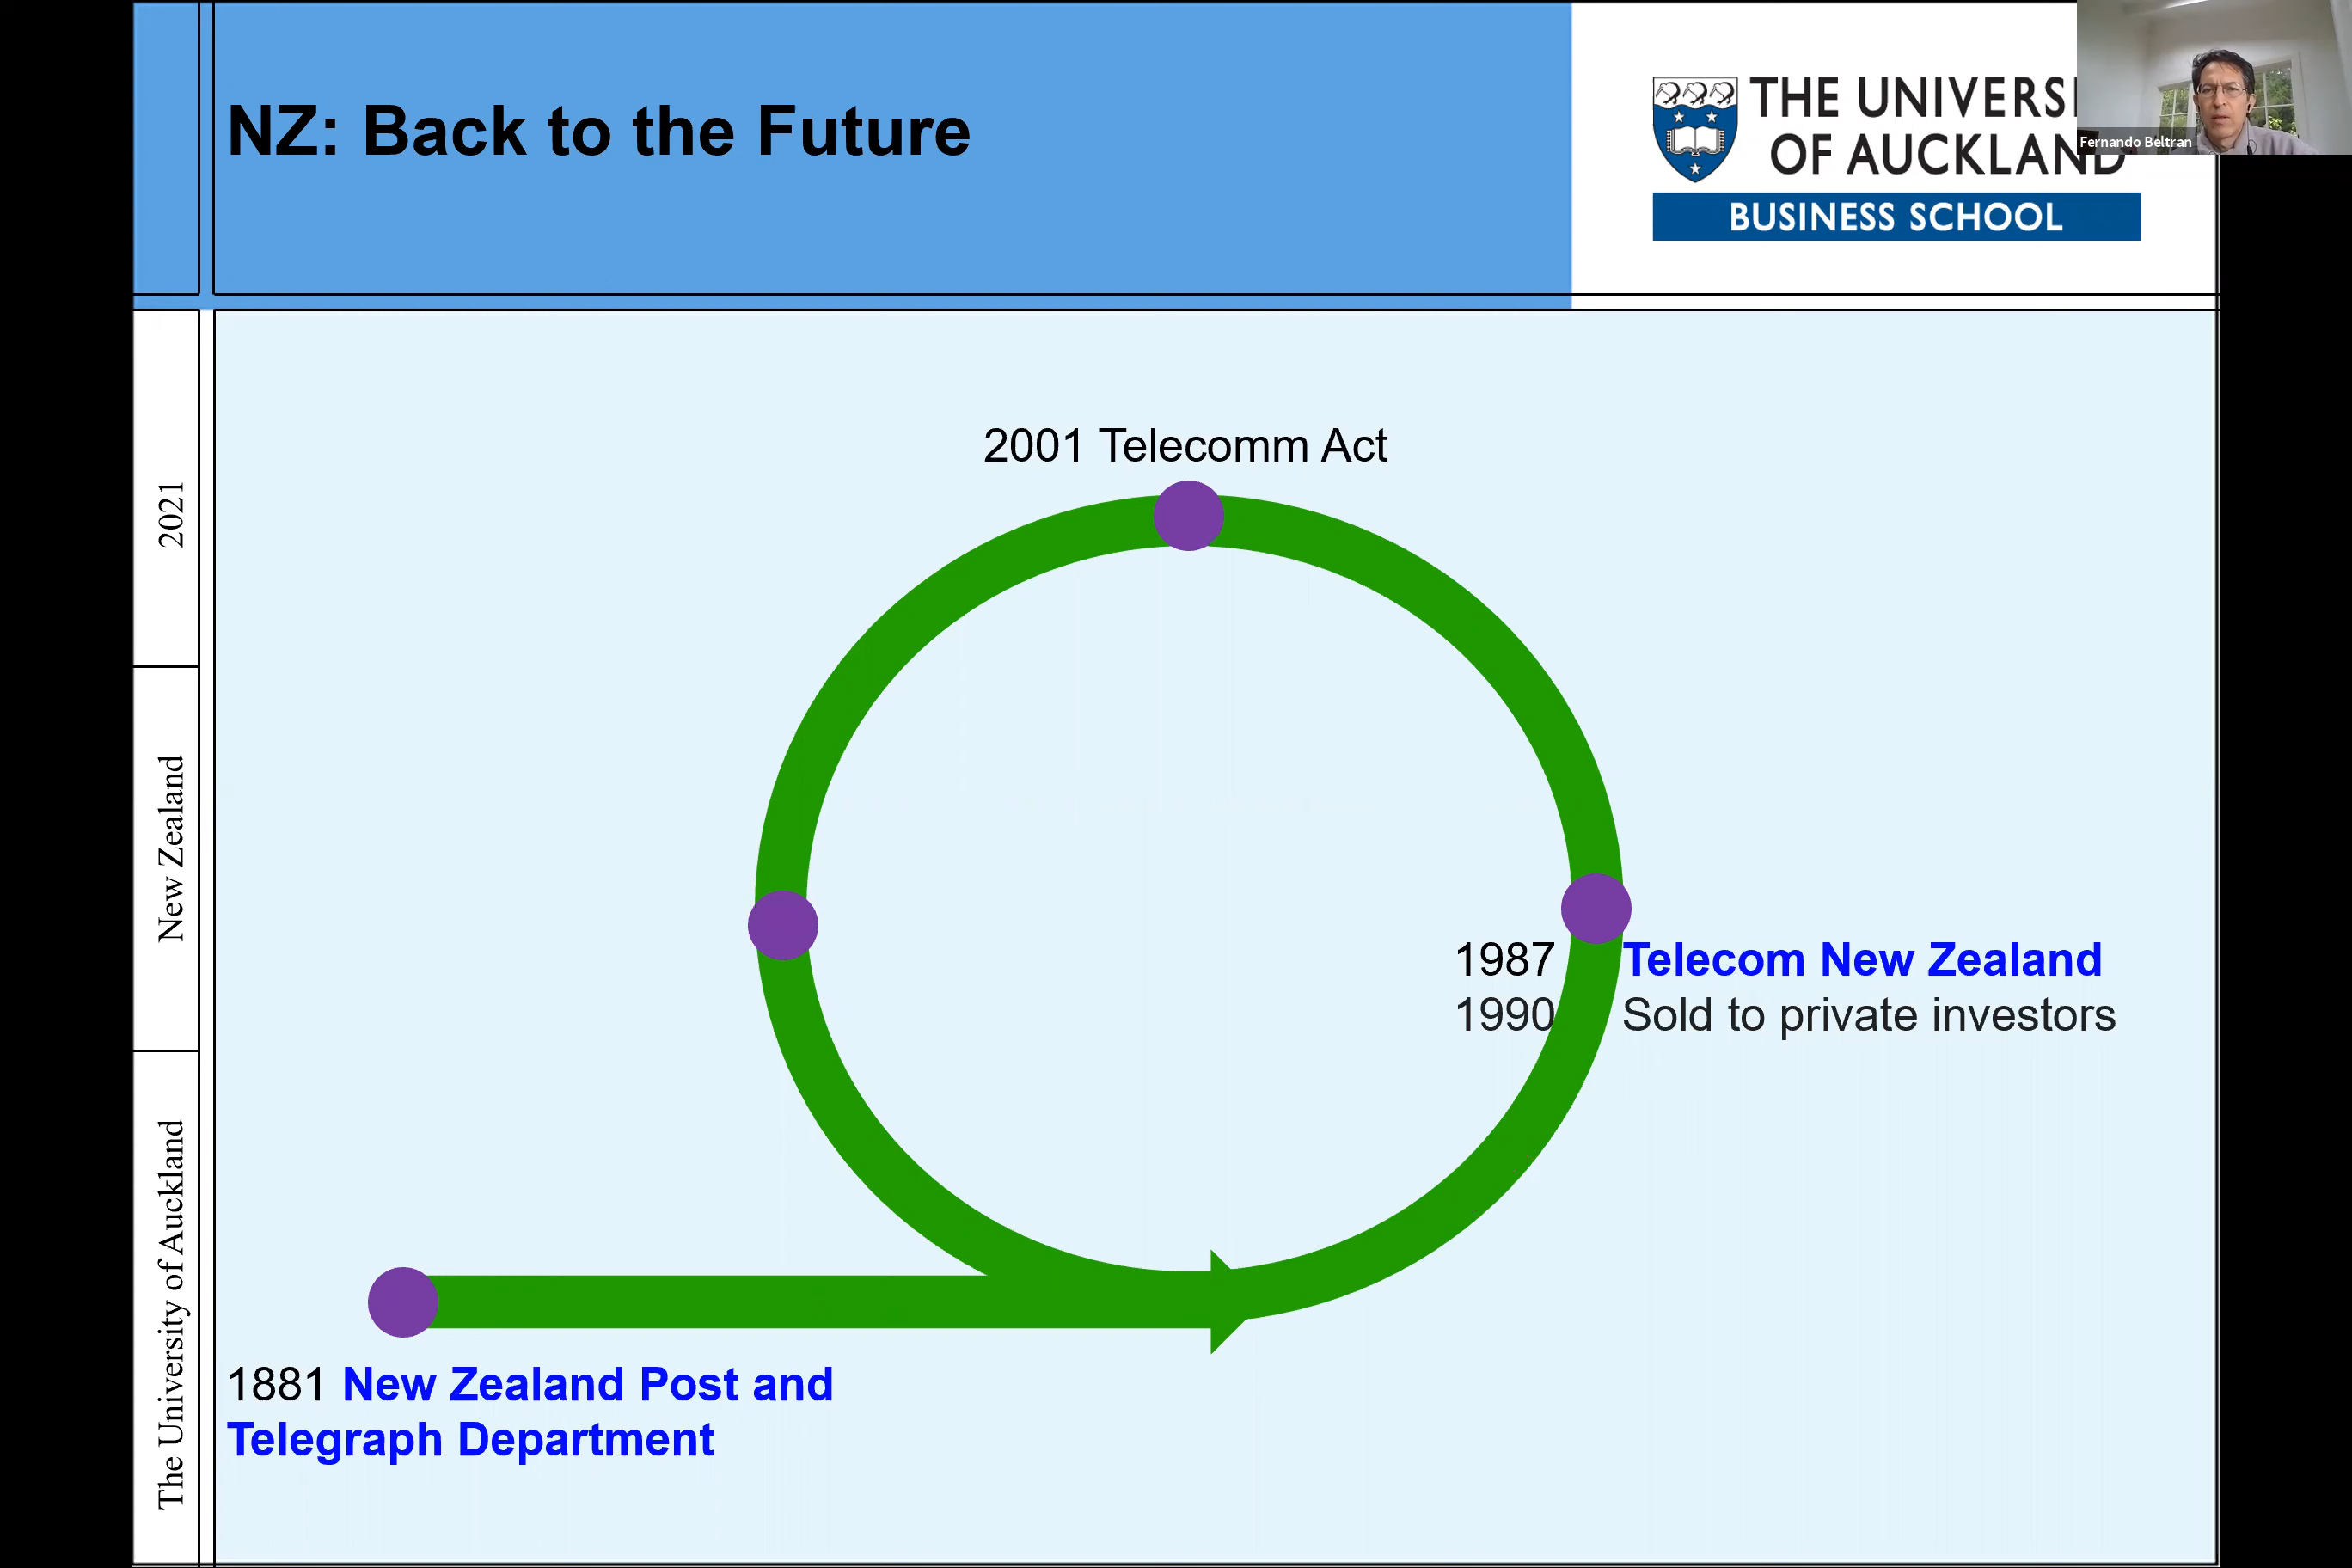 NZ: Back to the Future
THE UNIVERS
OF AUCKLAND
BUSINESS SCHOOL
Fernando Beltran
2021
New Zealand
The University of Auckland
2001 Telecomm Act
1987 Telecom New Zealand
1990 Sold to private investors
1881 New Zealand Post and
Telegraph Department